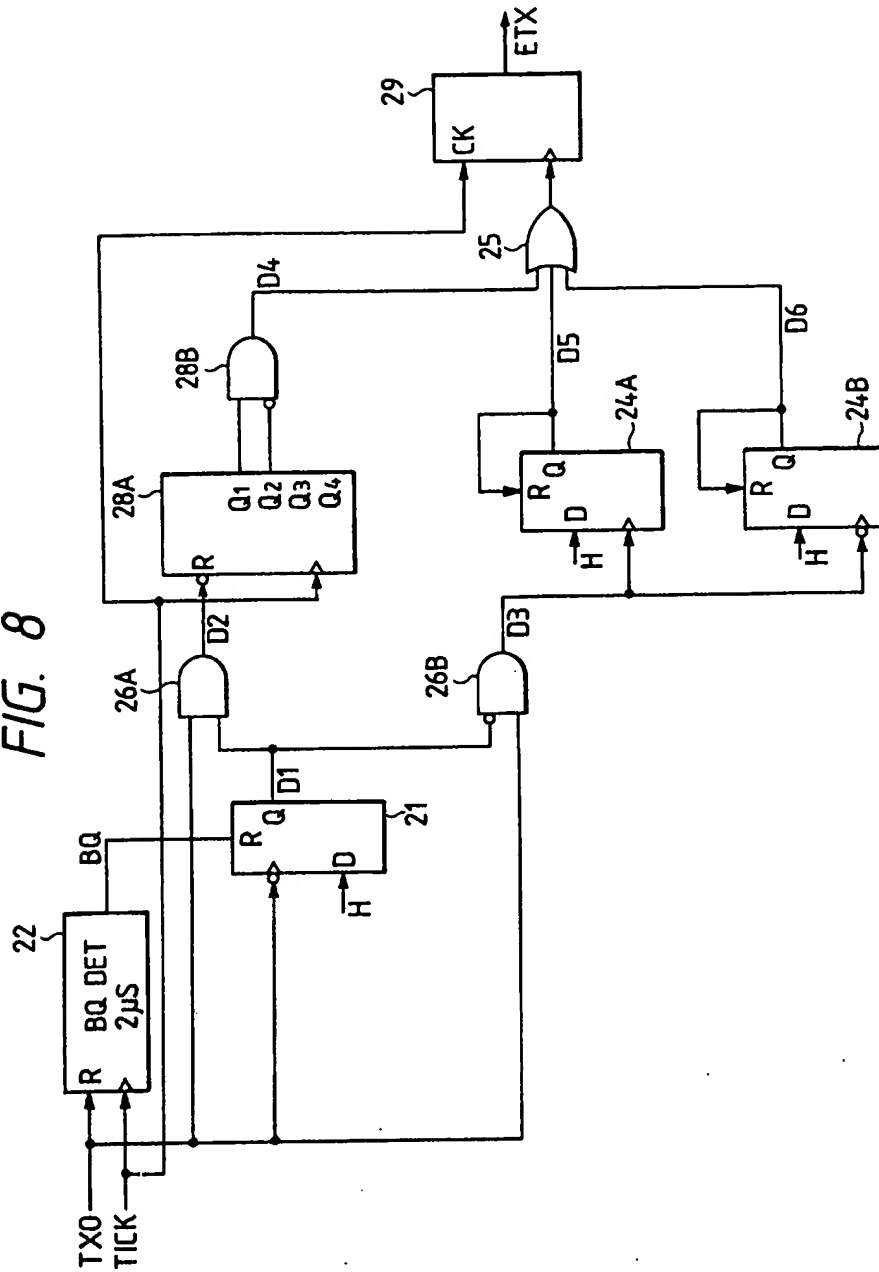 FIG. 8
TXO
TICK
22
R
BQ DET
2µS
BQ
R
Q
D
H
D1
21
26A
D2
26B
D3
28A
R
Q1
Q2
Q3
Q4
28B
D4
R
Q
D
H
D5
24A
R
Q
D
H
D6
24B
25
29
CK
ETX